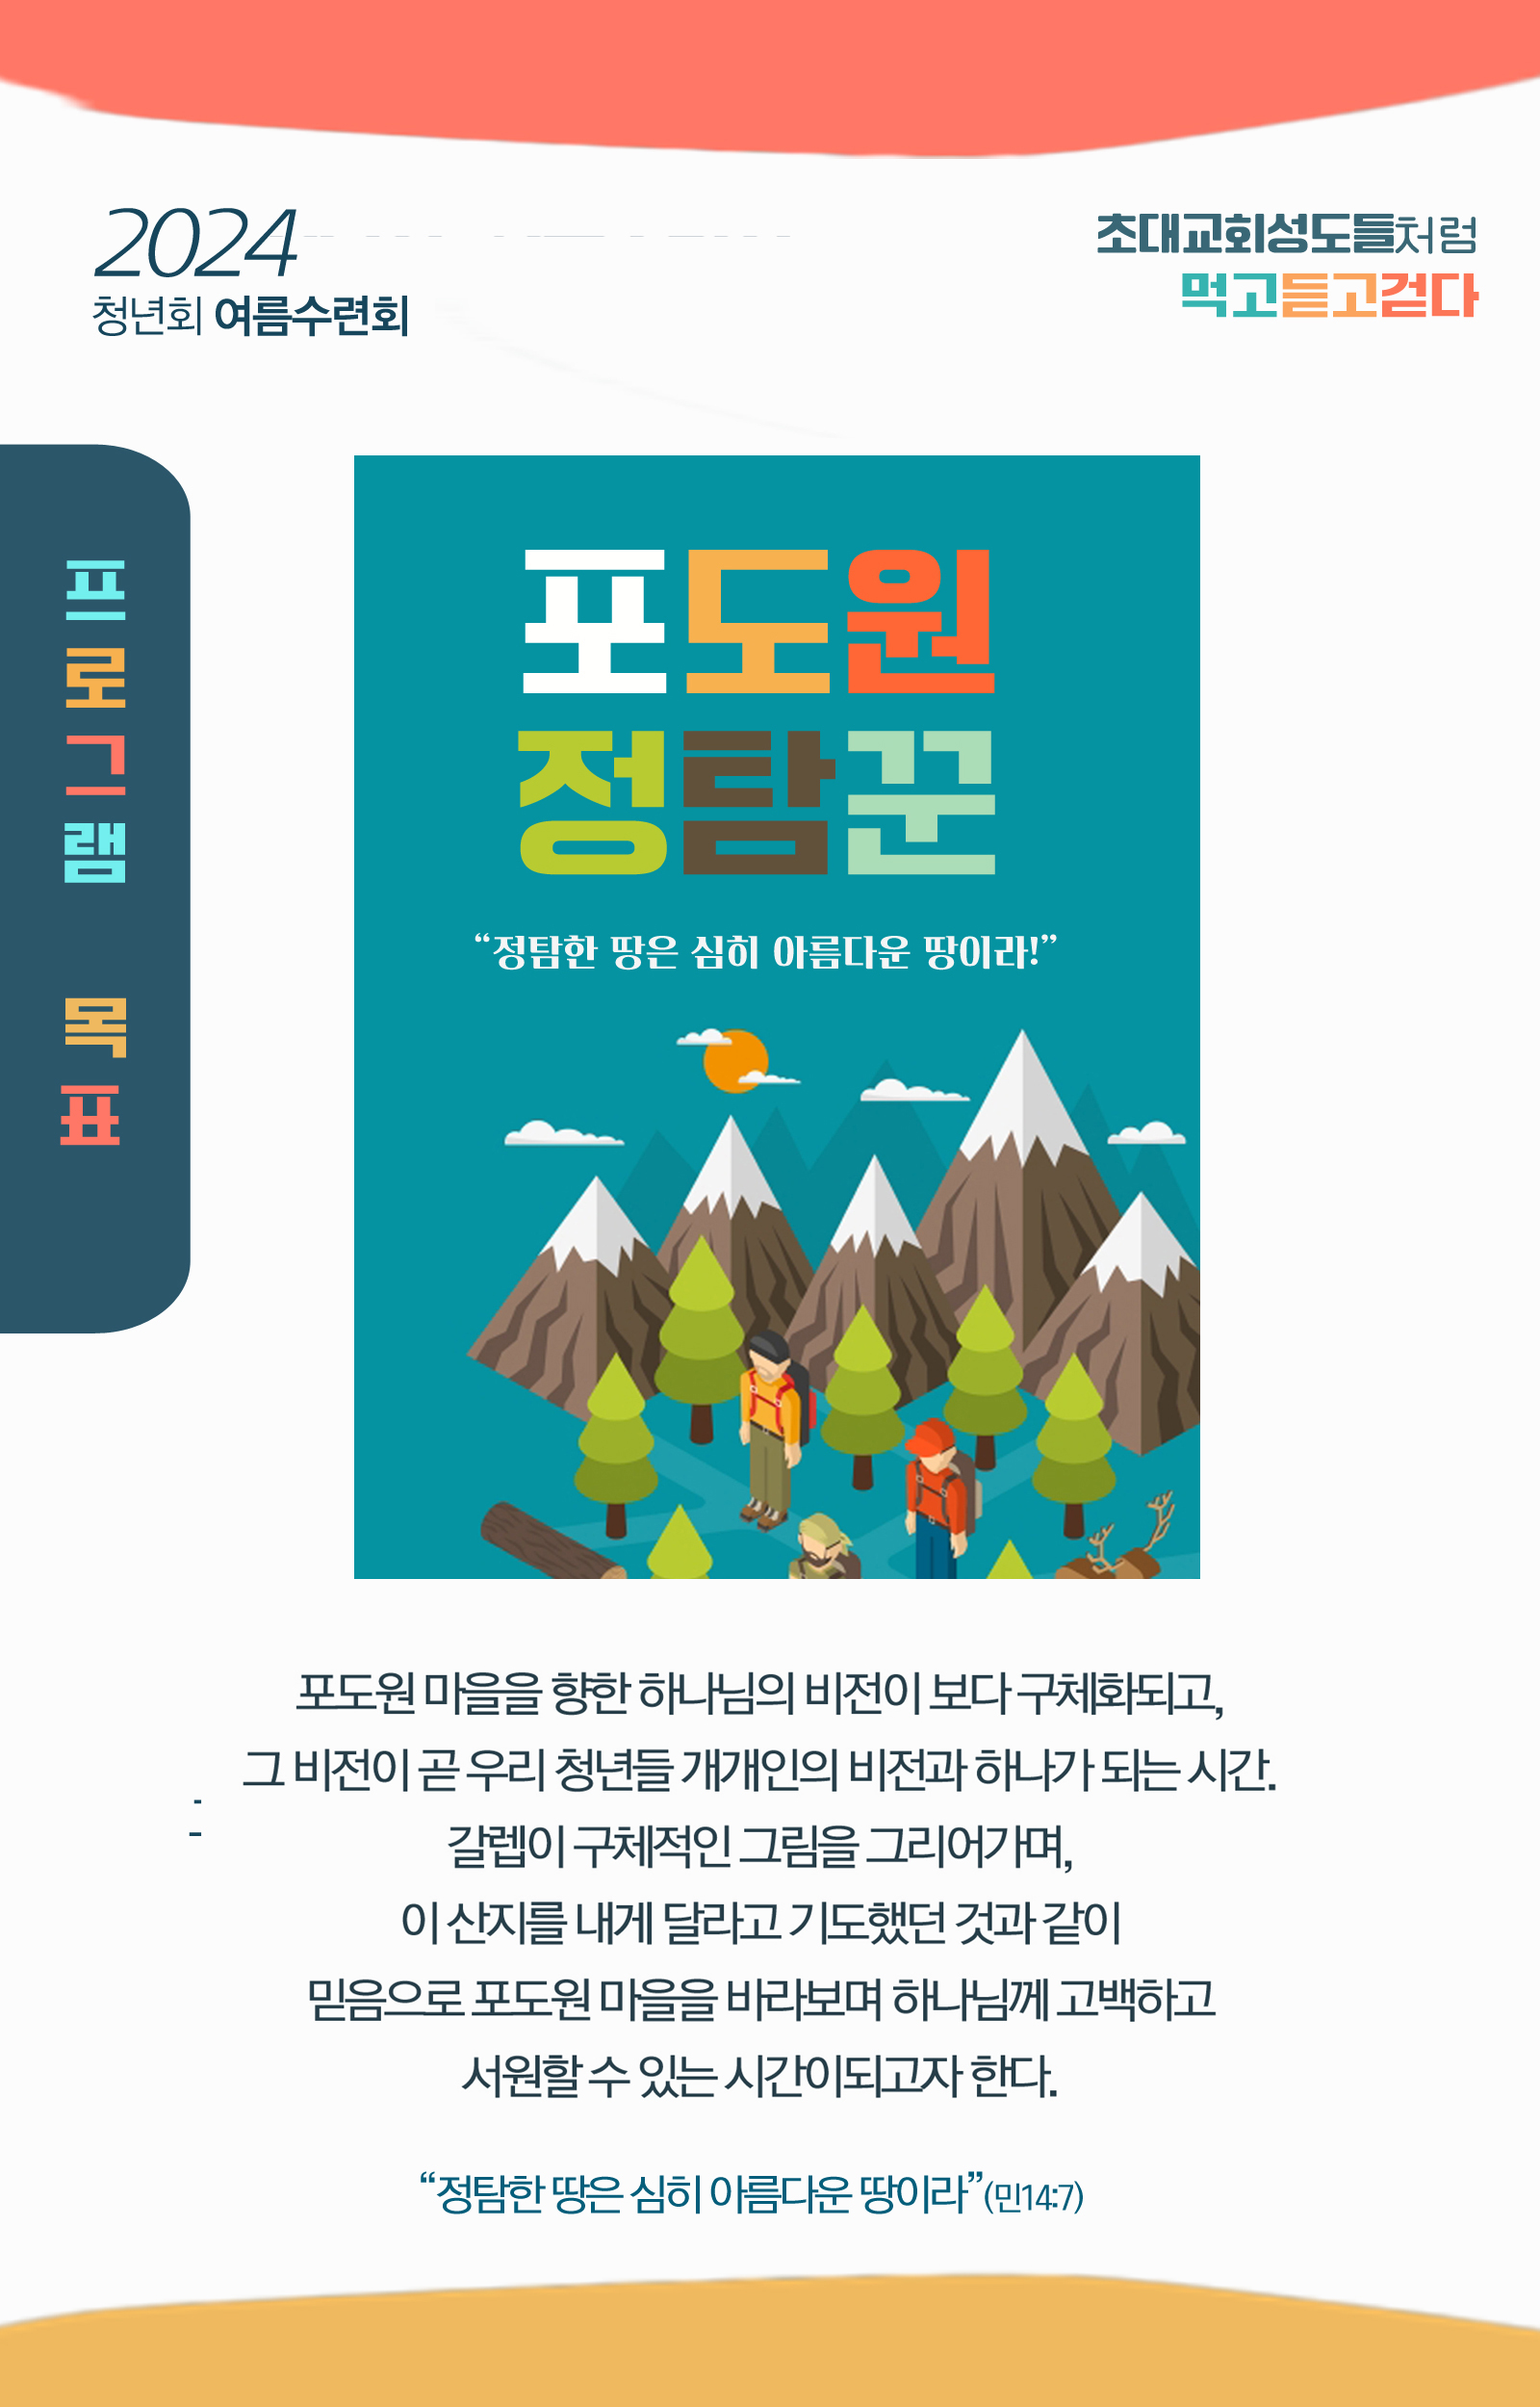 2024
청년회 여름수련회
초대교회성도들처럼
먹고듣고걷다
프로그램 목표
포도원
정탐꾼
“정탐한 땅은 심히 아름다운 땅이라!”
포도원 마을을 향한 하나님의 비전이 보다 구체화되고,
그 비전이 곧 우리 청년들 개개인의 비전과 하나가 되는 시간.
갈렙이 구체적인 그림을 그리어가며,
이 산지를 내게 달라고 기도했던 것과 같이
믿음으로 포도원 마을을 바라보며 하나님께 고백하고
서원할 수 있는 시간이되고자 한다.
“정탐한 땅은 심히 아름다운 땅이라”(민14:7)